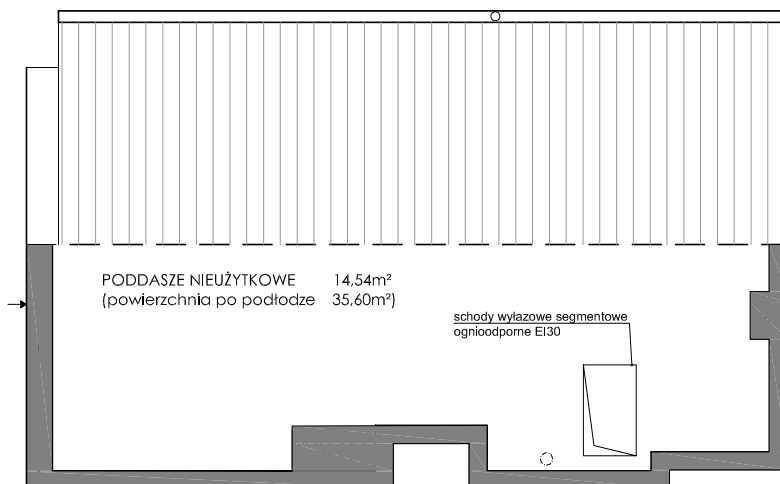 PODDASZE NIEUŻYTKOWE 14,54m²
(powierzchnia po podłodze 35,60m²)
schody wyłazowe segmentowe
ognioodporne EI30